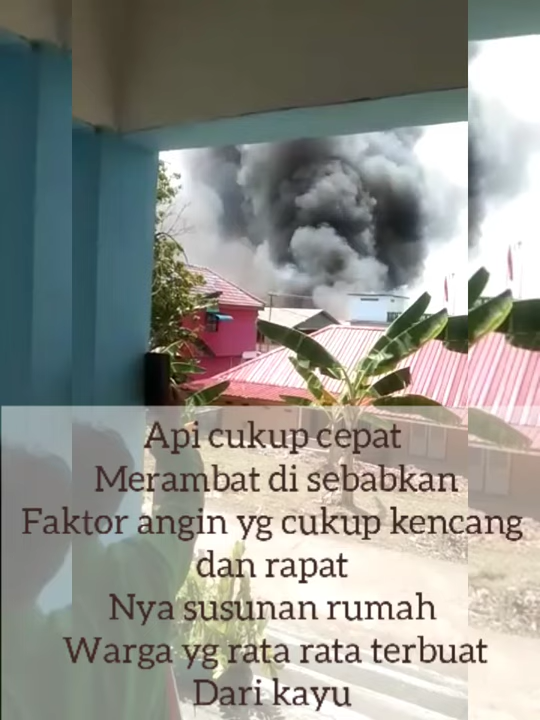 Api cukup cepat
Merambat di sebabkan
Faktor angin yg cukup kencang
dan rapat
Nya susunan rumah
Warga yg rata rata terbuat
Dari kayu